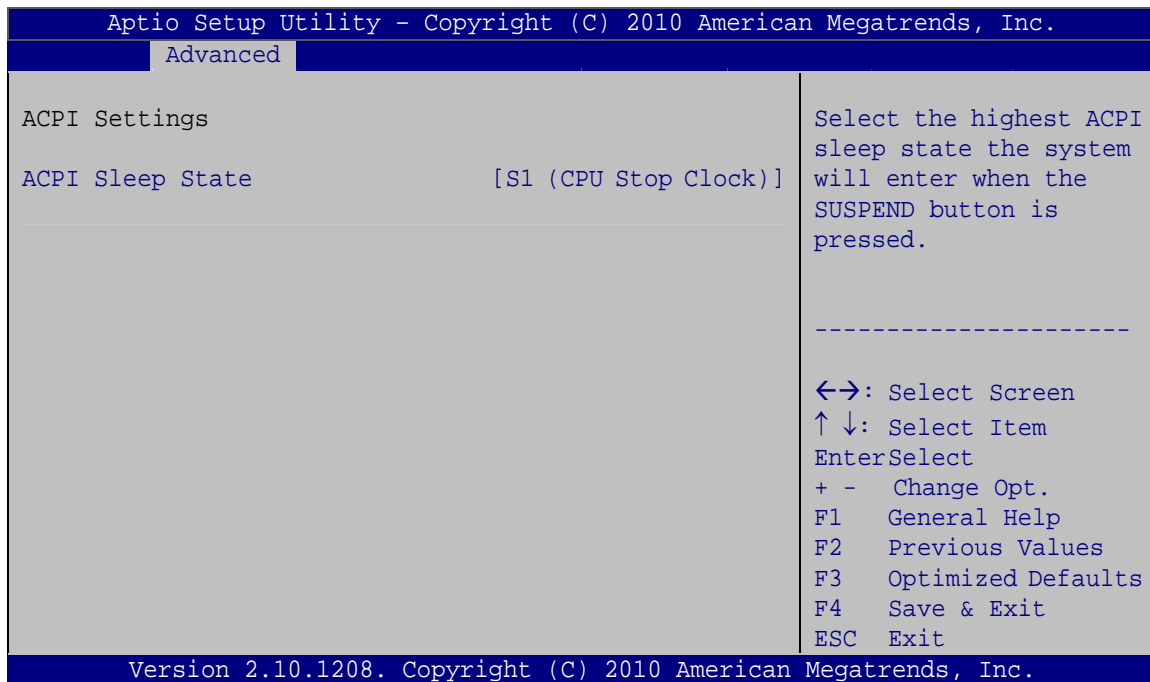 Aptio Setup Utility – Copyright (C) 2010 American Megatrends, Inc.
Advanced
ACPI Settings
ACPI Sleep State [S1 (CPU Stop Clock)]
Select the highest ACPI
sleep state the system
will enter when the
SUSPEND button is
pressed.
----------------------
←→: Select Screen
↑ ↓: Select Item
EnterSelect
+ - Change Opt.
F1 General Help
F2 Previous Values
F3 Optimized Defaults
F4 Save & Exit
ESC Exit
Version 2.10.1208. Copyright (C) 2010 American Megatrends, Inc.